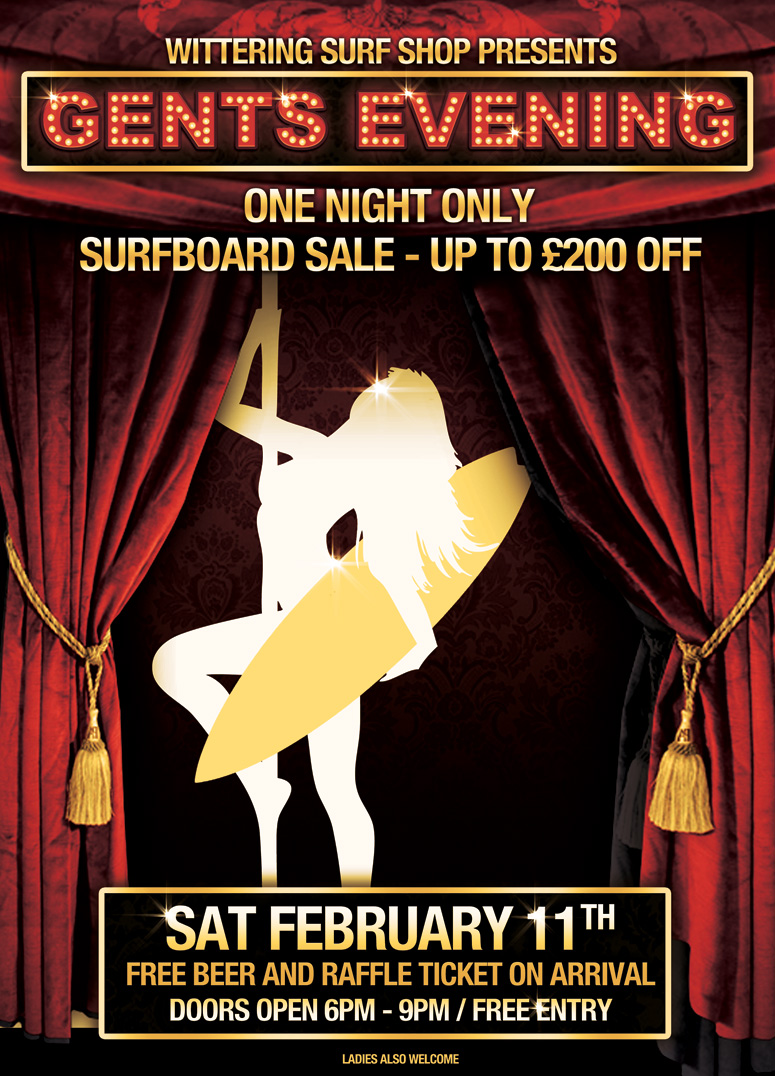 WITTERING SURF SHOP PRESENTS
GENTS EVENING
ONE NIGHT ONLY
SURFBOARD SALE - UP TO £200 OFF
SAT FEBRUARY 11TH
FREE BEER AND RAFFLE TICKET ON ARRIVAL
DOORS OPEN 6PM - 9PM / FREE ENTRY
LADIES ALSO WELCOME